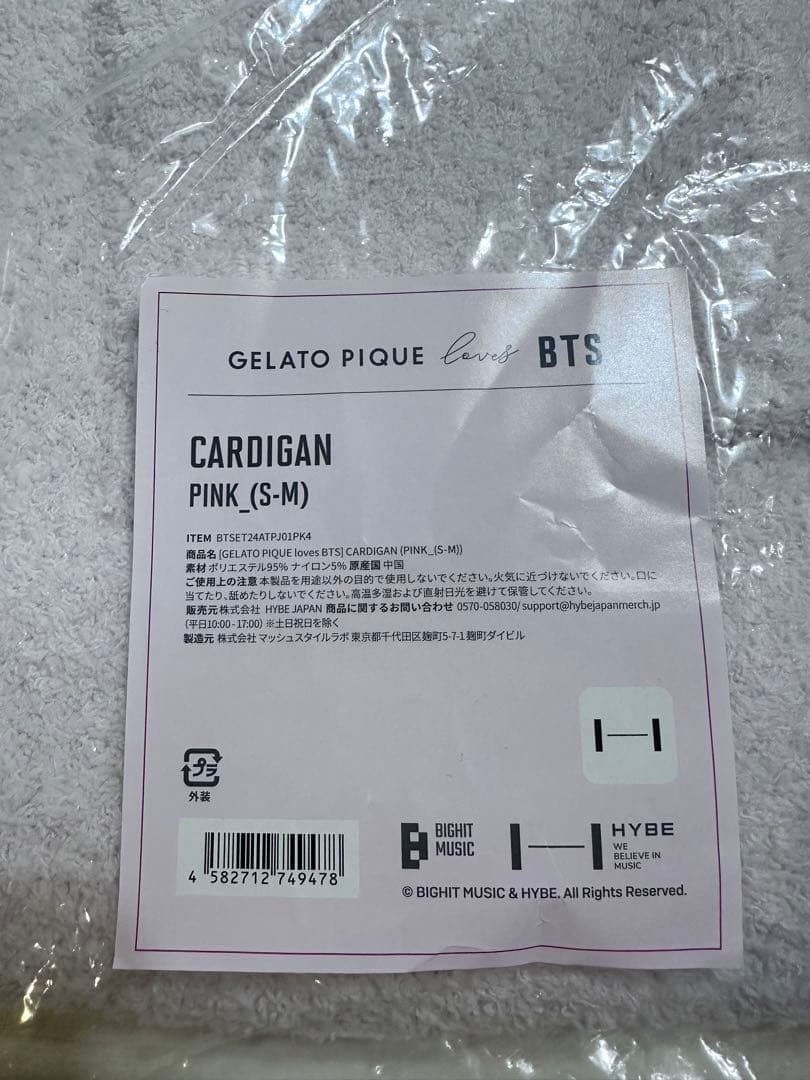 GELATO PIQUE loves BTS
CARDIGAN
PINK_(S-M)
ITEM BTSET24ATPJ01PK4
商品名 [GELATO PIQUE loves BTS] CARDIGAN (PINK_(S-M))
素材 ポリエステル95% ナイロン5% 原産国 中国
ご使用上の注意 本製品を用途以外の目的で使用しないでください。火気に近づけないでください。口に
当てたり、舐めたりしないでください。高温多湿および直射日光を避けて保管してください。
販売元 株式会社 HYBE JAPAN 商品に関するお問い合わせ 0570-058030/ support@hybejapanmerch.jp
(平日10:00 - 17:00) ※土日祝日を除く
製造元 株式会社 マッシュスタイルラボ 東京都千代田区麹町5-7-1 麹町ダイビル
プラ
外装
4 582712 749478
BIGHIT
MUSIC
HYBE
WE
BELIEVE IN
MUSIC
© BIGHIT MUSIC & HYBE. All Rights Reserved.